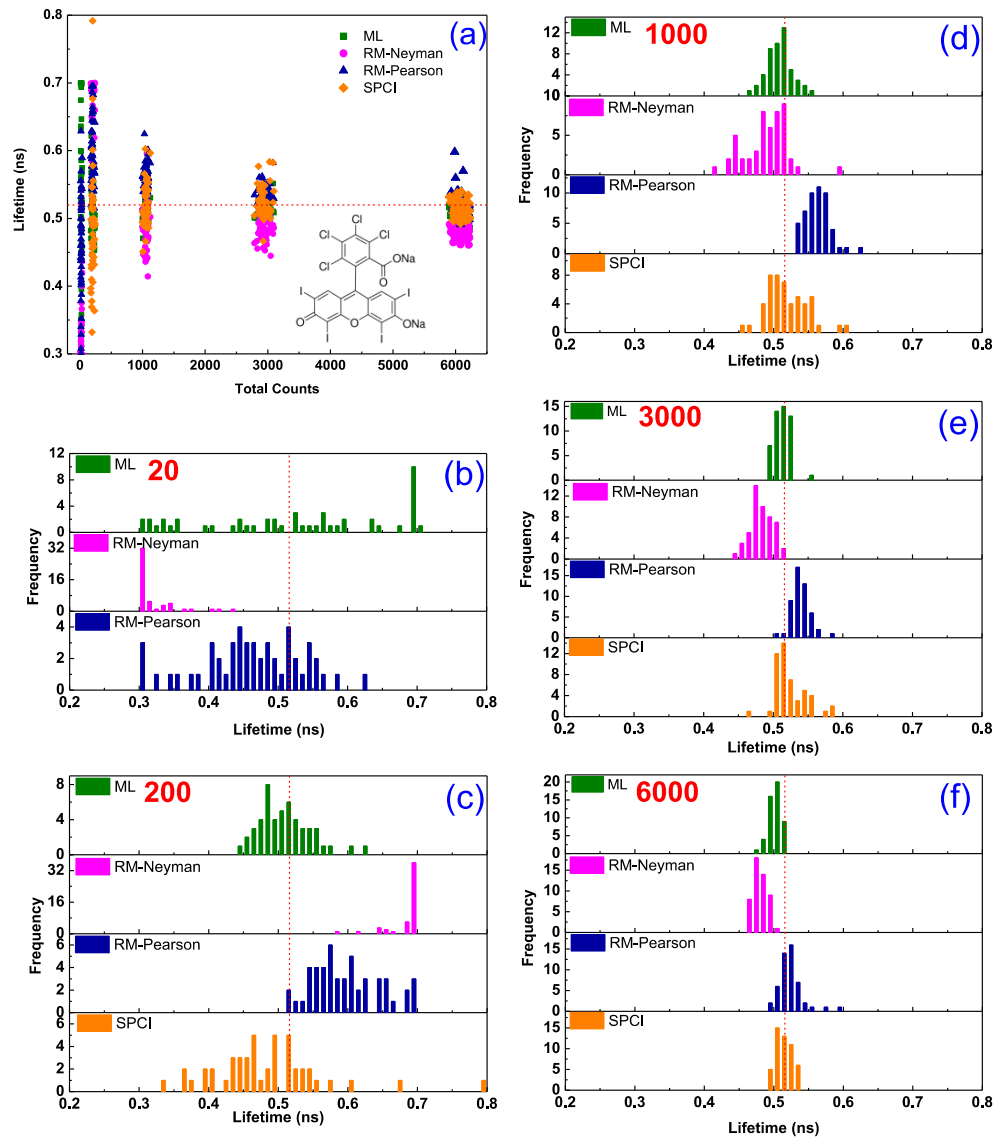 (a)
ML
RM-Neyman
RM-Pearson
SPCI
0.8
0.7
0.6
0.5
0.4
0.3
Lifetime (ns)
0 1000 2000 3000 4000 5000 6000
Total Counts
Cl
Cl
Cl
Cl
ONa
O
I
I
O
O
ONa
I
I
(b)
20
ML
12
8
4
0
RM-Neyman
32
16
0
RM-Pearson
4
2
0
Frequency
0.2 0.3 0.4 0.5 0.6 0.7 0.8
Lifetime (ns)
(c)
200
ML
8
4
0
RM-Neyman
32
16
0
RM-Pearson
6
4
2
0
SPCI
6
4
2
0
Frequency
0.2 0.3 0.4 0.5 0.6 0.7 0.8
Lifetime (ns)
(d)
1000
ML
12
8
4
0
RM-Neyman
10
5
0
RM-Pearson
10
5
0
SPCI
8
4
0
Frequency
0.2 0.3 0.4 0.5 0.6 0.7 0.8
Lifetime (ns)
(e)
3000
ML
15
10
5
0
RM-Neyman
12
8
4
0
RM-Pearson
15
10
5
0
SPCI
12
8
4
0
Frequency
0.2 0.3 0.4 0.5 0.6 0.7 0.8
Lifetime (ns)
(f)
6000
ML
20
15
10
5
0
RM-Neyman
15
10
5
0
RM-Pearson
15
10
5
0
SPCI
15
10
5
0
Frequency
0.2 0.3 0.4 0.5 0.6 0.7 0.8
Lifetime (ns)